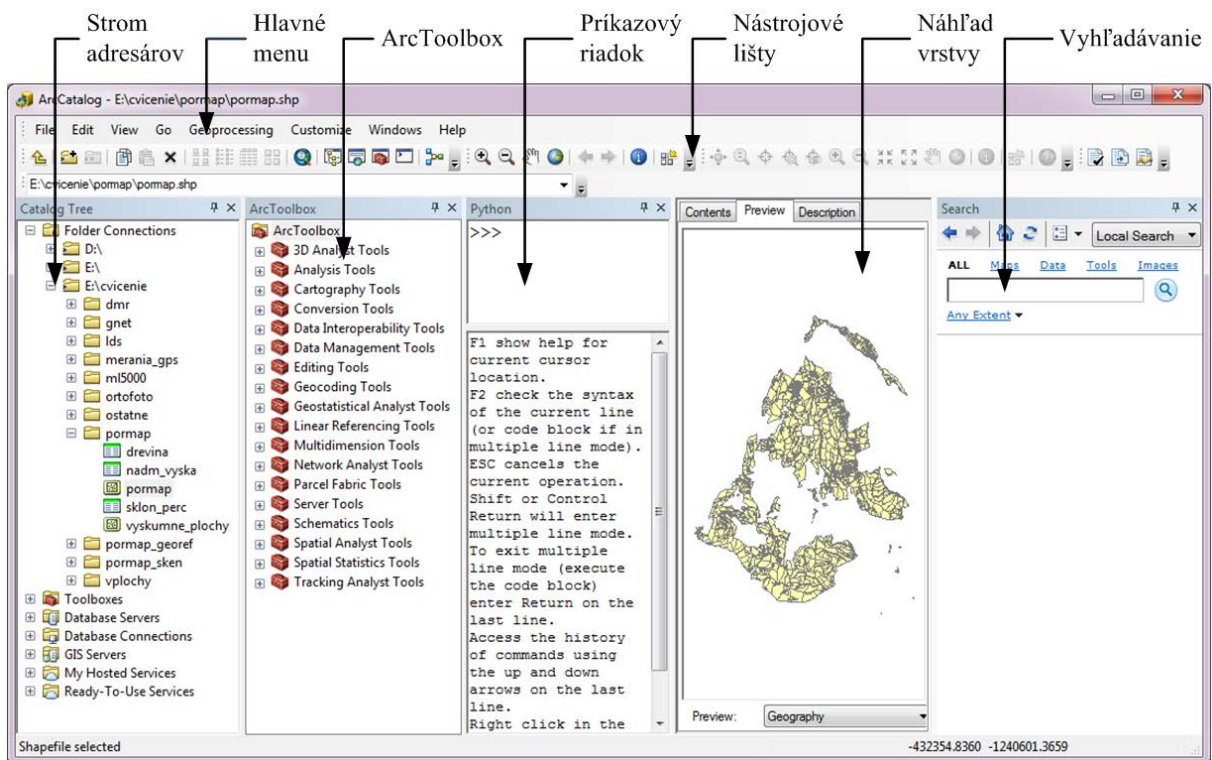 Strom
adresárov
Hlavné
menu
ArcToolbox
Príkazový
riadok
Nástrojové
lišty
Náhľad
vrstvy
Vyhľadávanie
ArcCatalog - E:\cvicenie\pormap\pormap.shp
File Edit View Go Geoprocessing Customize Windows Help
E:\cvicenie\pormap\pormap.shp
Catalog Tree
Folder Connections
D:\
E:\
E:\cvicenie
dmr
gnet
lds
merania_gps
ml5000
ortofoto
ostatne
pormap
drevina
nadm_vyska
pormap
sklon_perc
vyskumne_plochy
pormap_georef
pormap_sken
vplochy
Toolboxes
Database Servers
Database Connections
GIS Servers
My Hosted Services
Ready-To-Use Services
ArcToolbox
ArcToolbox
3D Analyst Tools
Analysis Tools
Cartography Tools
Conversion Tools
Data Interoperability Tools
Data Management Tools
Editing Tools
Geocoding Tools
Geostatistical Analyst Tools
Linear Referencing Tools
Multidimension Tools
Network Analyst Tools
Parcel Fabric Tools
Server Tools
Schematics Tools
Spatial Analyst Tools
Spatial Statistics Tools
Tracking Analyst Tools
Python
>>>
F1 show help for
current cursor
location.
F2 check the syntax
of the current line
(or code block if in
multiple line mode).
ESC cancels the
current operation.
Shift or Control
Return will enter
multiple line mode.
To exit multiple
line mode (execute
the code block)
enter Return on the
last line.
Access the history
of commands using
the up and down
arrows on the last
line.
Right click in the
Contents Preview Description
Preview: Geography
Search
Local Search
ALL Maps Data Tools Images
Any Extent
Shapefile selected
-432354.8360 -1240601.3659